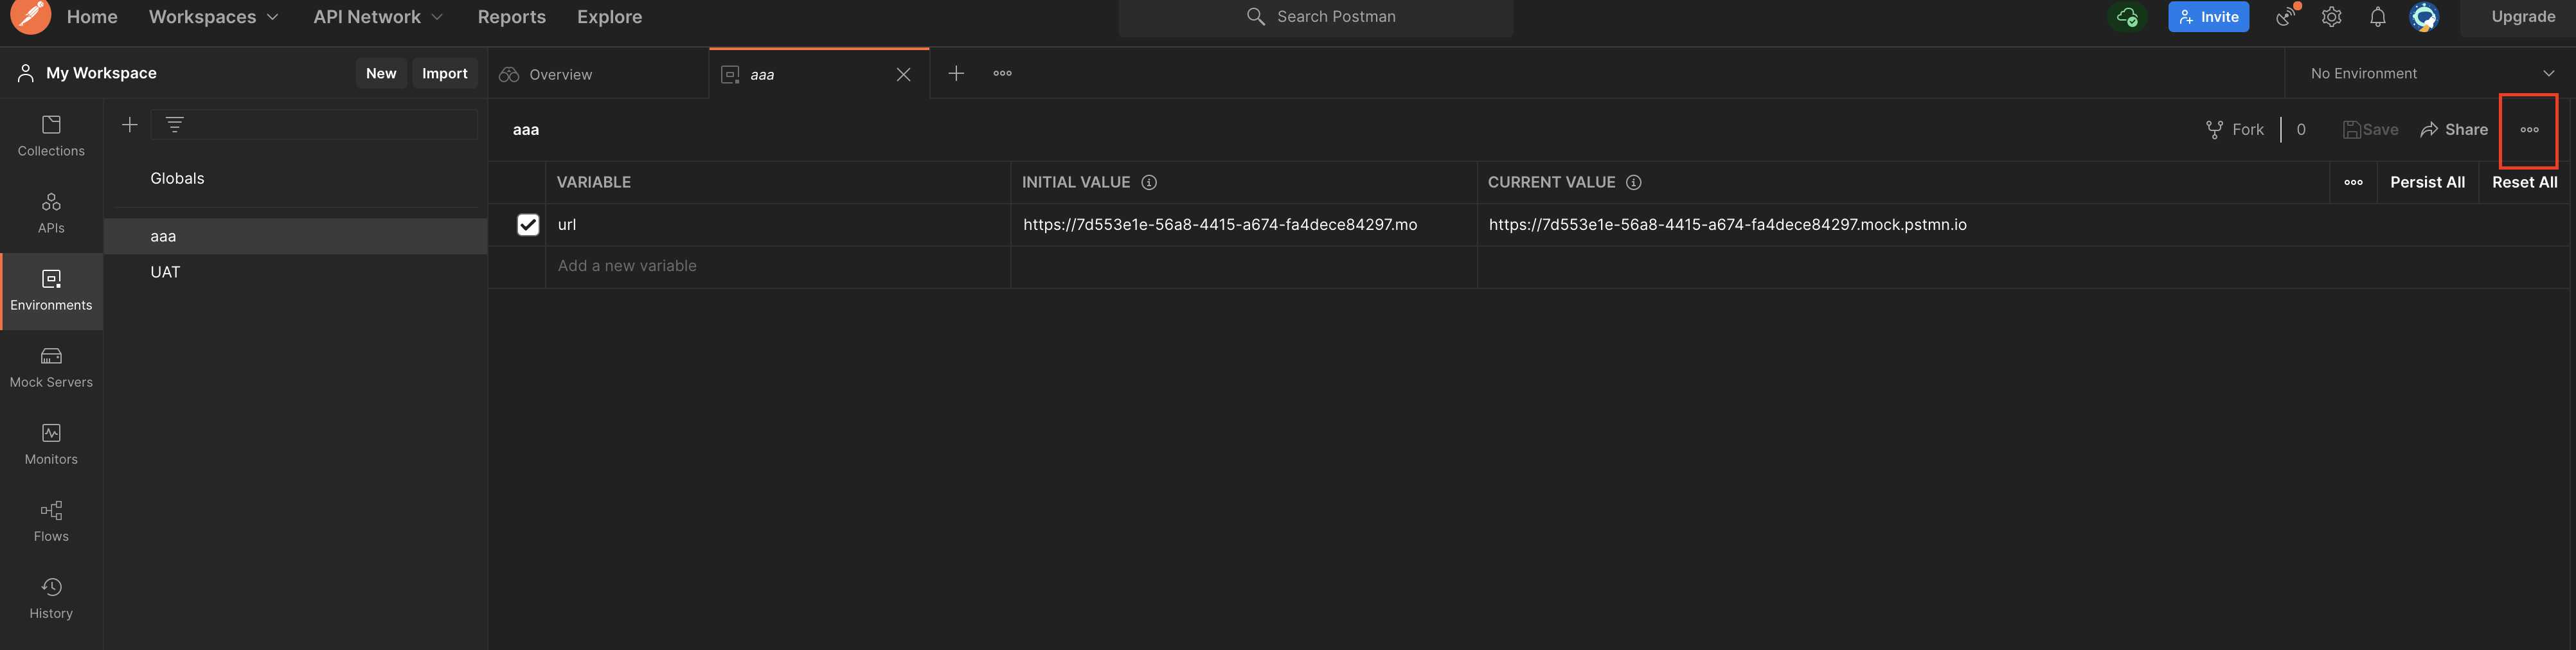 Home Workspaces API Network Reports Explore Search Postman Invite Upgrade
My Workspace New Import Overview aaa No Environment
Collections
APIs
Environments
Mock Servers
Monitors
Flows
History
Globals
aaa
UAT
aaa Fork 0 Save Share
VARIABLE INITIAL VALUE CURRENT VALUE Persist All Reset All
url https://7d553e1e-56a8-4415-a674-fa4dece84297.mo https://7d553e1e-56a8-4415-a674-fa4dece84297.mock.pstmn.io
Add a new variable